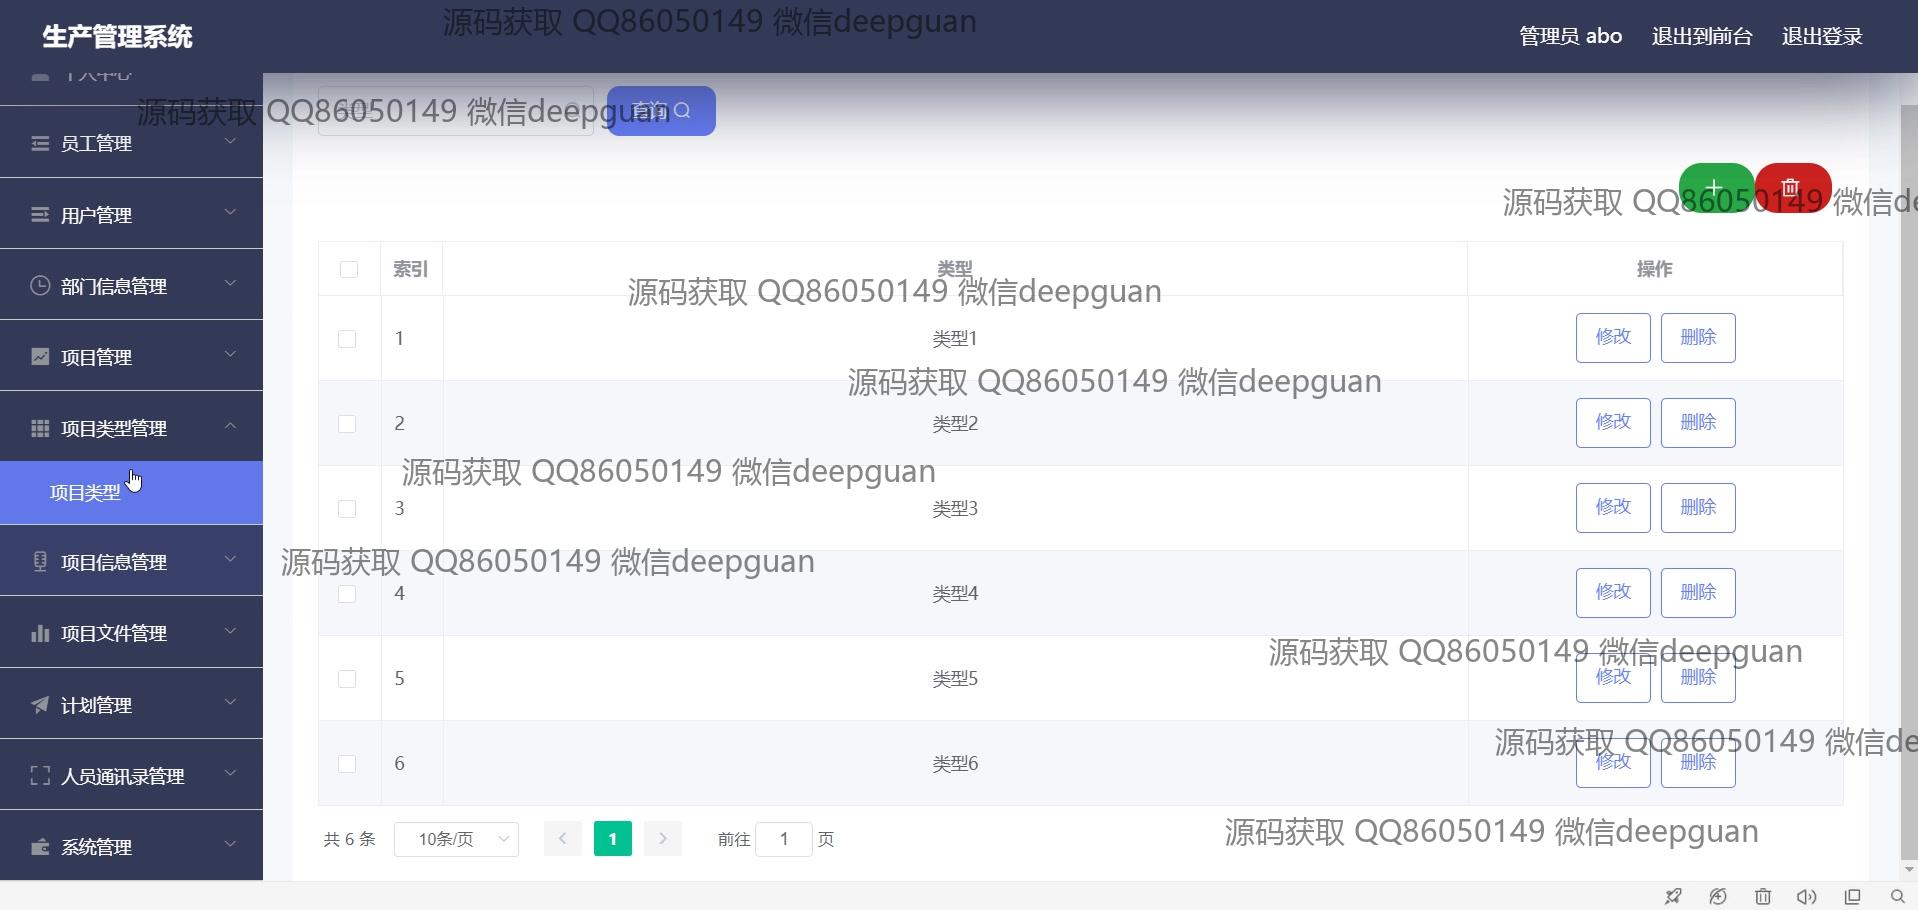 生产管理系统
源码获取 QQ86050149 微信deepguan
管理员 abo 退出到前台 退出登录
个人中心
源码获取 QQ86050149 微信deepguan
查询
员工管理
用户管理
源码获取 QQ86050149 微信de
部门信息管理
索引 类型 操作
源码获取 QQ86050149 微信deepguan
项目管理
1 类型1 修改 删除
源码获取 QQ86050149 微信deepguan
项目类型管理
2 类型2 修改 删除
源码获取 QQ86050149 微信deepguan
项目类型
3 类型3 修改 删除
项目信息管理
源码获取 QQ86050149 微信deepguan
4 类型4 修改 删除
项目文件管理
源码获取 QQ86050149 微信deepguan
5 类型5 修改 删除
计划管理
源码获取 QQ86050149 微信de
6 类型6 修改 删除
人员通讯录管理
系统管理
共 6 条 10条/页 1 前往 1 页
源码获取 QQ86050149 微信deepguan